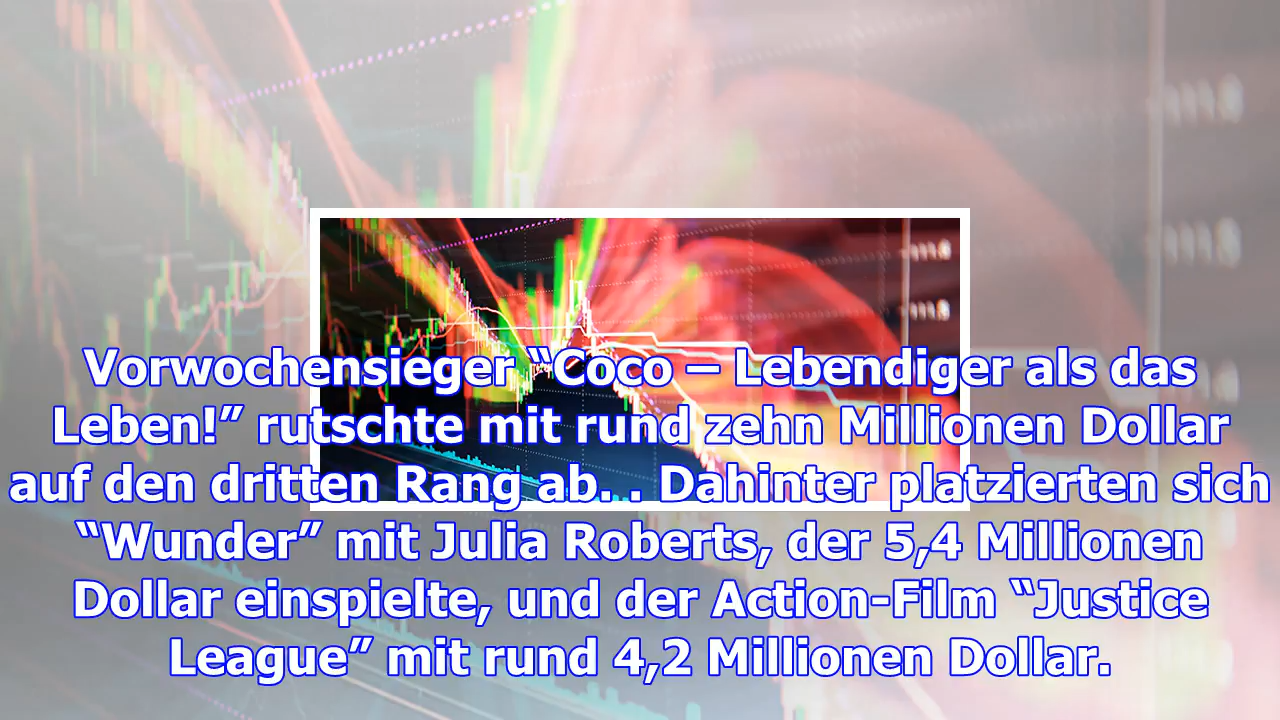 Vorwochensieger “Coco – Lebendiger als das
Leben!” rutschte mit rund zehn Millionen Dollar
auf den dritten Rang ab. . Dahinter platzierten sich
“Wunder” mit Julia Roberts, der 5,4 Millionen
Dollar einspielte, und der Action-Film “Justice
League” mit rund 4,2 Millionen Dollar.